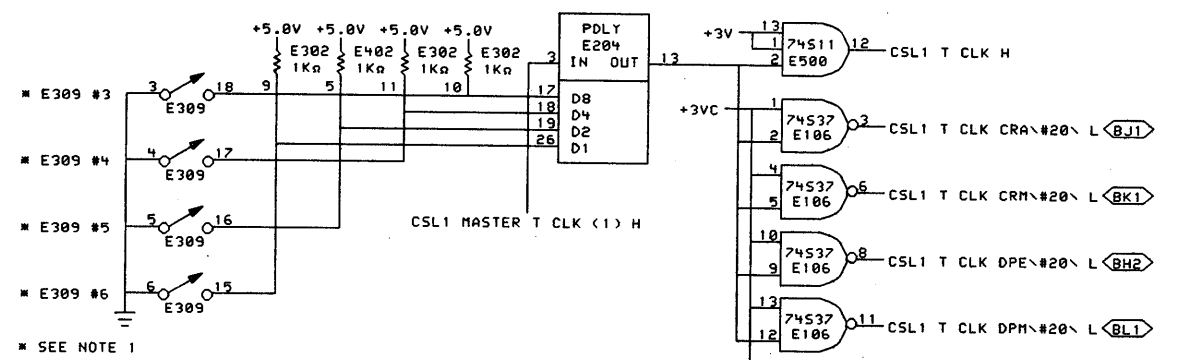 +5.0V +5.0V +5.0V +5.0V
E302 E402 E302 E302
1KΩ 1KΩ 1KΩ 1KΩ
9 5 11 10
* E309 #3 3 18
E309
* E309 #4 4 17
E309
* E309 #5 5 16
E309
* E309 #6 6 15
E309
* SEE NOTE 1
PDLY
E204
3 IN OUT 13
17 D8
18 D4
19 D2
26 D1
CSL1 MASTER T CLK (1) H
+3V 13
1 74S11 12 CSL1 T CLK H
2 E500
+3VC 1
74S37 3 CSL1 T CLK CRA\#20\ L BJ1
2 E106
4
74S37 6 CSL1 T CLK CRM\#20\ L BK1
5 E106
10
74S37 8 CSL1 T CLK DPE\#20\ L BH2
9 E106
13
74S37 11 CSL1 T CLK DPM\#20\ L BL1
12 E106